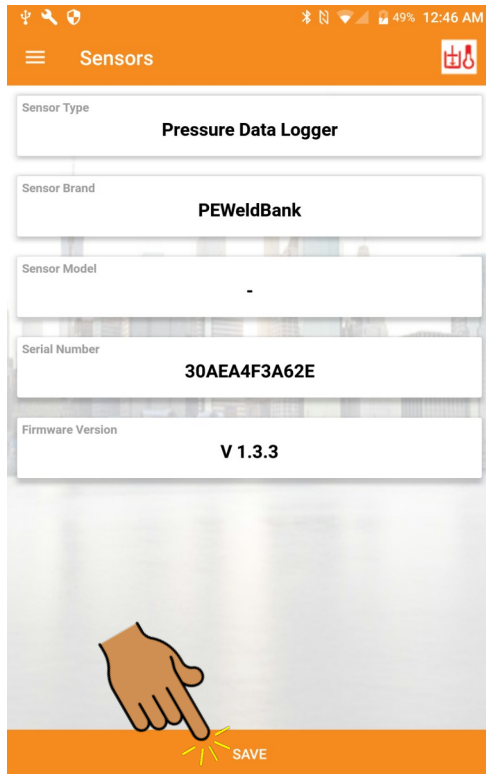 49% 12:46 AM
Sensors
Sensor Type
Pressure Data Logger
Sensor Brand
PEWeldBank
Sensor Model
-
Serial Number
30AEA4F3A62E
Firmware Version
V 1.3.3
SAVE